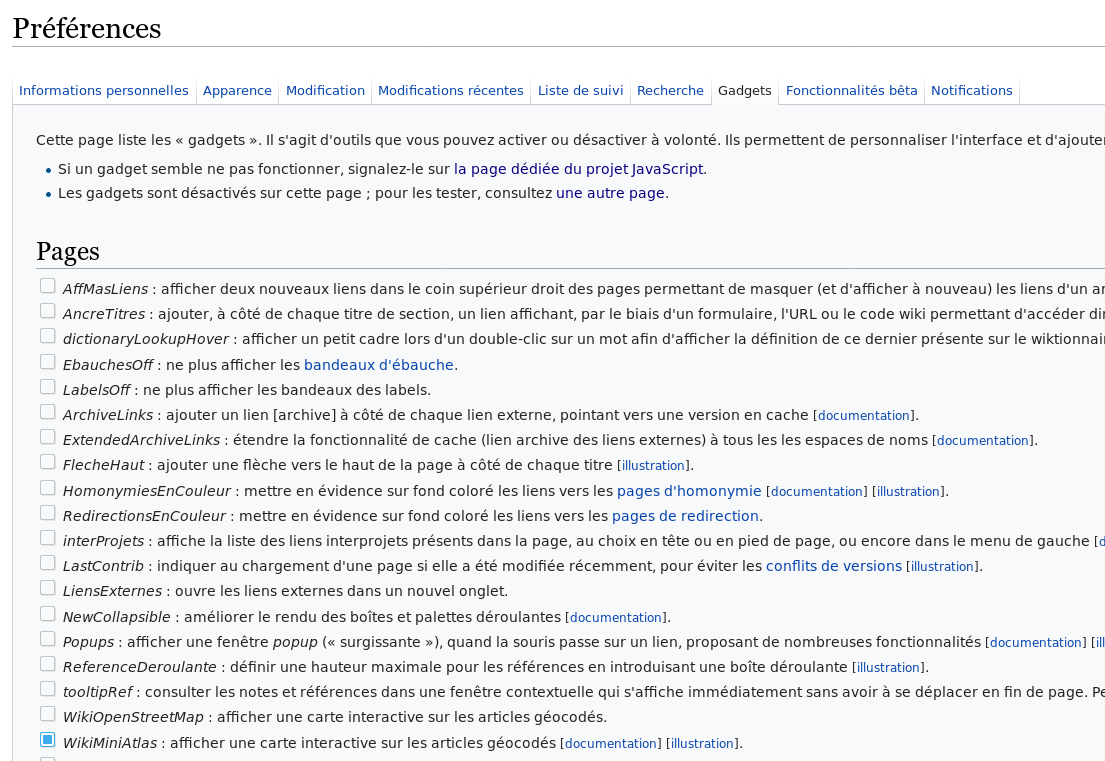 Préférences
Informations personnelles Apparence Modification Modifications récentes Liste de suivi Recherche Gadgets Fonctionnalités bêta Notifications
Cette page liste les « gadgets ». Il s'agit d'outils que vous pouvez activer ou désactiver à volonté. Ils permettent de personnaliser l'interface et d'ajouter
• Si un gadget semble ne pas fonctionner, signalez-le sur la page dédiée du projet JavaScript.
• Les gadgets sont désactivés sur cette page ; pour les tester, consultez une autre page.
Pages
AffMasLiens : afficher deux nouveaux liens dans le coin supérieur droit des pages permettant de masquer (et d'afficher à nouveau) les liens d'un
AncreTitres : ajouter, à côté de chaque titre de section, un lien affichant, par le biais d'un formulaire, l'URL ou le code wiki permettant d'accéder
dictionaryLookupHover : afficher un petit cadre lors d'un double-clic sur un mot afin d'afficher la définition de ce dernier présente sur le
EbauchesOff : ne plus afficher les bandeaux d'ébauche.
LabelsOff : ne plus afficher les bandeaux des labels.
ArchiveLinks : ajouter un lien [archive] à côté de chaque lien externe, pointant vers une version en cache [documentation].
ExtendedArchiveLinks : étendre la fonctionnalité de cache (lien archive des liens externes) à tous les les espaces de noms [documentation].
FlecheHaut : ajouter une flèche vers le haut de la page à côté de chaque titre [illustration].
HomonymiesEnCouleur : mettre en évidence sur fond coloré les liens vers les pages d'homonymie [documentation] [illustration].
RedirectionsEnCouleur : mettre en évidence sur fond coloré les liens vers les pages de redirection.
interProjets : affiche la liste des liens interprojets présents dans la page, au choix en tête ou en pied de page, ou encore dans le menu de gauche
LastContrib : indiquer au chargement d'une page si elle a été modifiée récemment, pour éviter les conflits de versions [illustration].
LiensExternes : ouvre les liens externes dans un nouvel onglet.
NewCollapsible : améliorer le rendu des boîtes et palettes déroulantes [documentation].
Popups : afficher une fenêtre popup (« surgissante »), quand la souris passe sur un lien, proposant de nombreuses fonctionnalités [documentation]
ReferenceDeroulante : définir une hauteur maximale pour les références en introduisant une boîte déroulante [illustration].
tooltipRef : consulter les notes et références dans une fenêtre contextuelle qui s'affiche immédiatement sans avoir à se déplacer en fin de page.
WikiOpenStreetMap : afficher une carte interactive sur les articles géocodés.
WikiMiniAtlas : afficher une carte interactive sur les articles géocodés [documentation] [illustration].